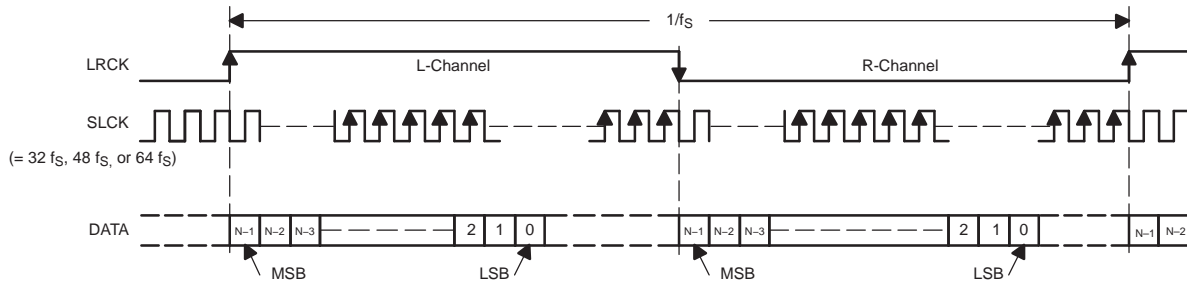 1/fS
LRCK
L-Channel
R-Channel
SLCK
(= 32 fS, 48 fS, or 64 fS)
DATA
N–1 N–2 N–3 2 1 0 N–1 N–2 N–3 2 1 0 N–1 N–2
MSB LSB MSB LSB